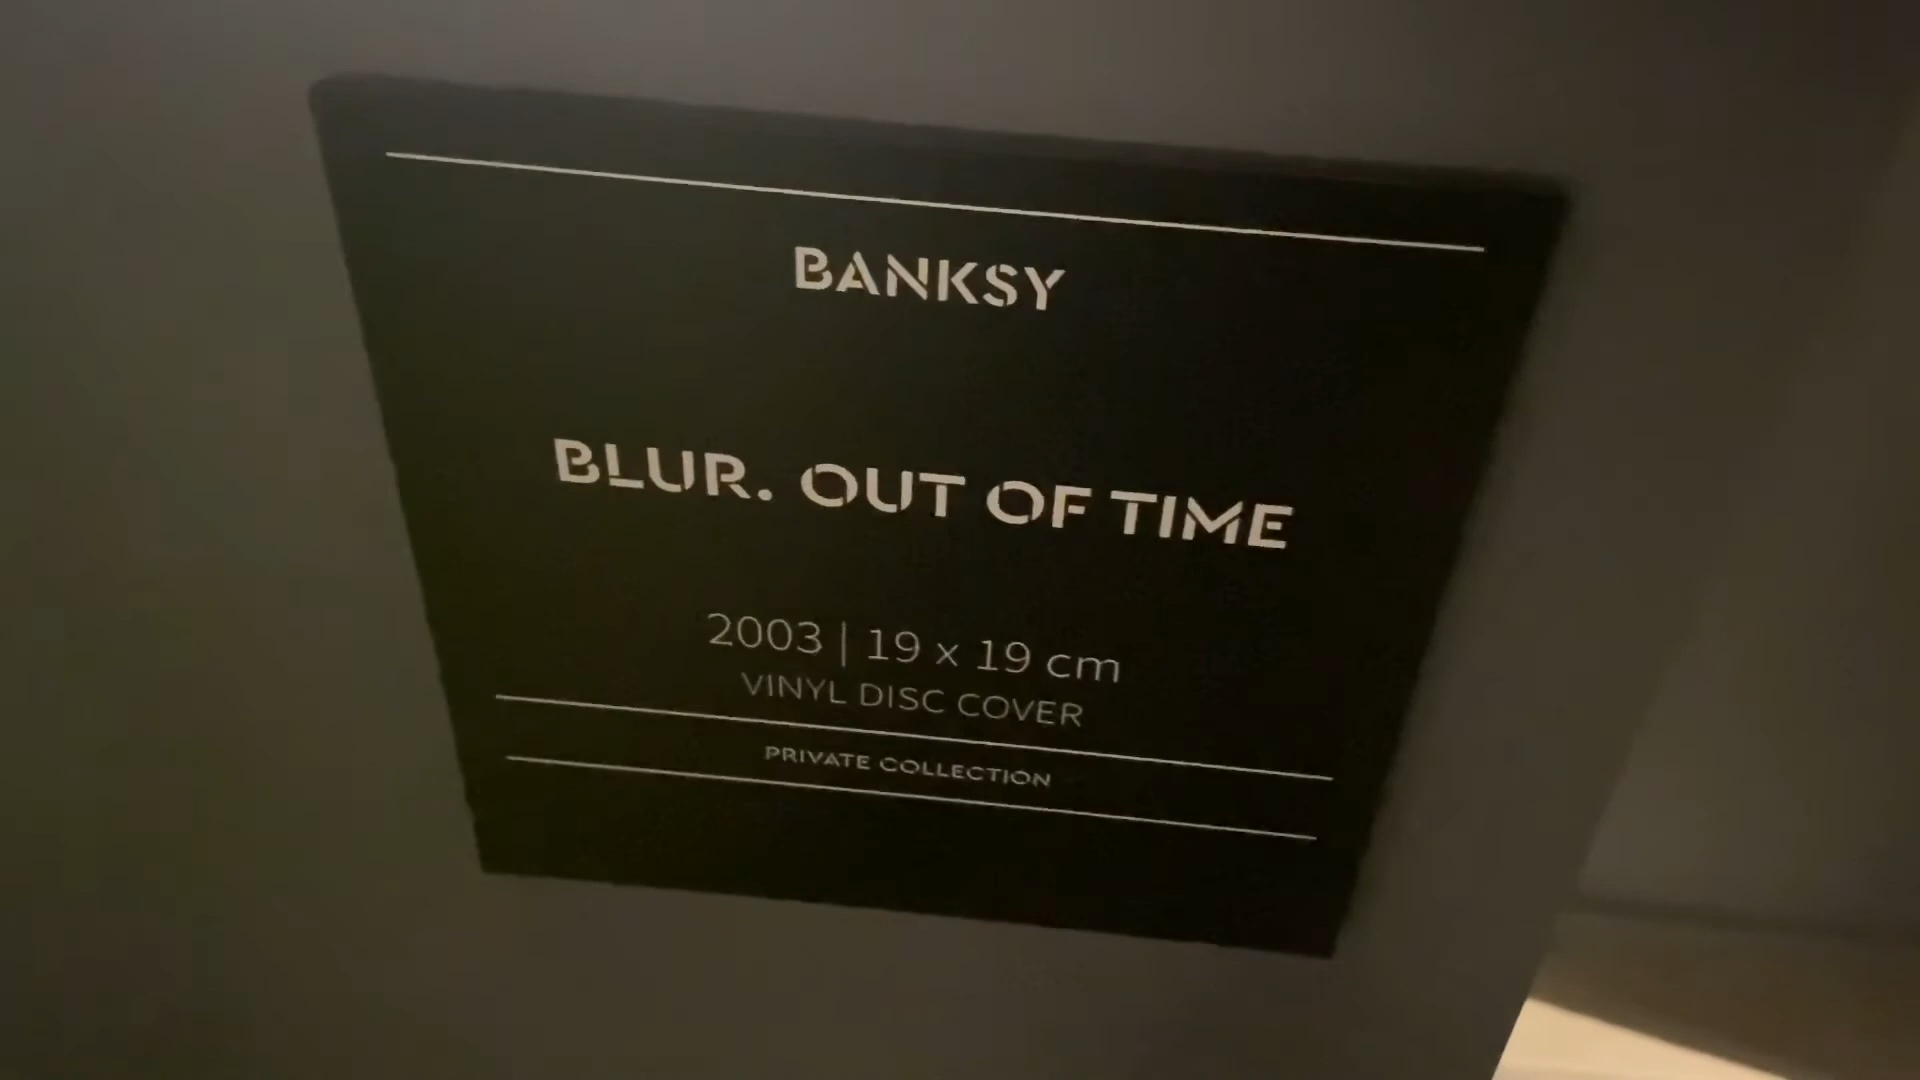 BANKSY
BLUR. OUT OF TIME
2003 | 19 x 19 cm
VINYL DISC COVER
PRIVATE COLLECTION